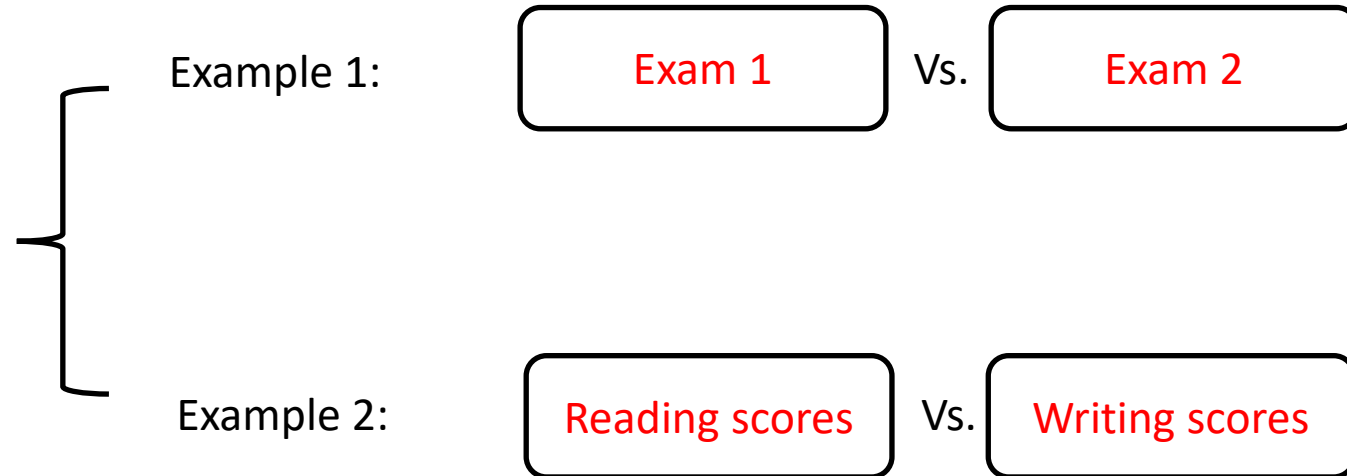 Example 1: Exam 1 Vs. Exam 2
Example 2: Reading scores Vs. Writing scores